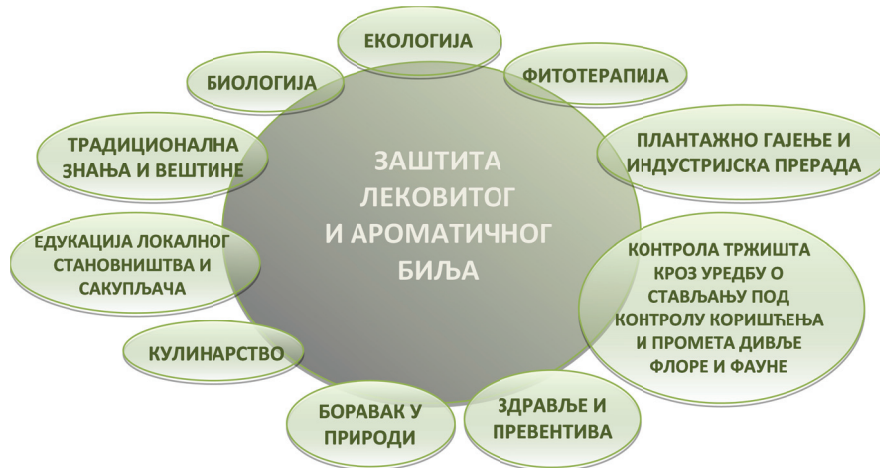 ЕКОЛОГИЈА
БИОЛОГИЈА
ФИТОТЕРАПИЈА
ТРАДИЦИОНАЛНА
ЗНАЊА И ВЕШТИНЕ
ПЛАНТАЖНО ГАЈЕЊЕ И
ИНДУСТРИЈСКА ПРЕРАДА
ЗАШТИТА
ЛЕКОВИТОГ
И АРОМАТИЧНОГ
БИЉА
ЕДУКАЦИЈА ЛОКАЛНОГ
СТАНОВНИШТВА И
САКУПЉАЧА
КОНТРОЛА ТРЖИШТА
КРОЗ УРЕДБУ О
СТАВЉАЊУ ПОД
КОНТРОЛУ КОРИШЋЕЊА
И ПРОМЕТА ДИВЉЕ
ФЛОРЕ И ФАУНЕ
КУЛИНАРСТВО
БОРАВАК У
ПРИРОДИ
ЗДРАВЉЕ И
ПРЕВЕНТИВА